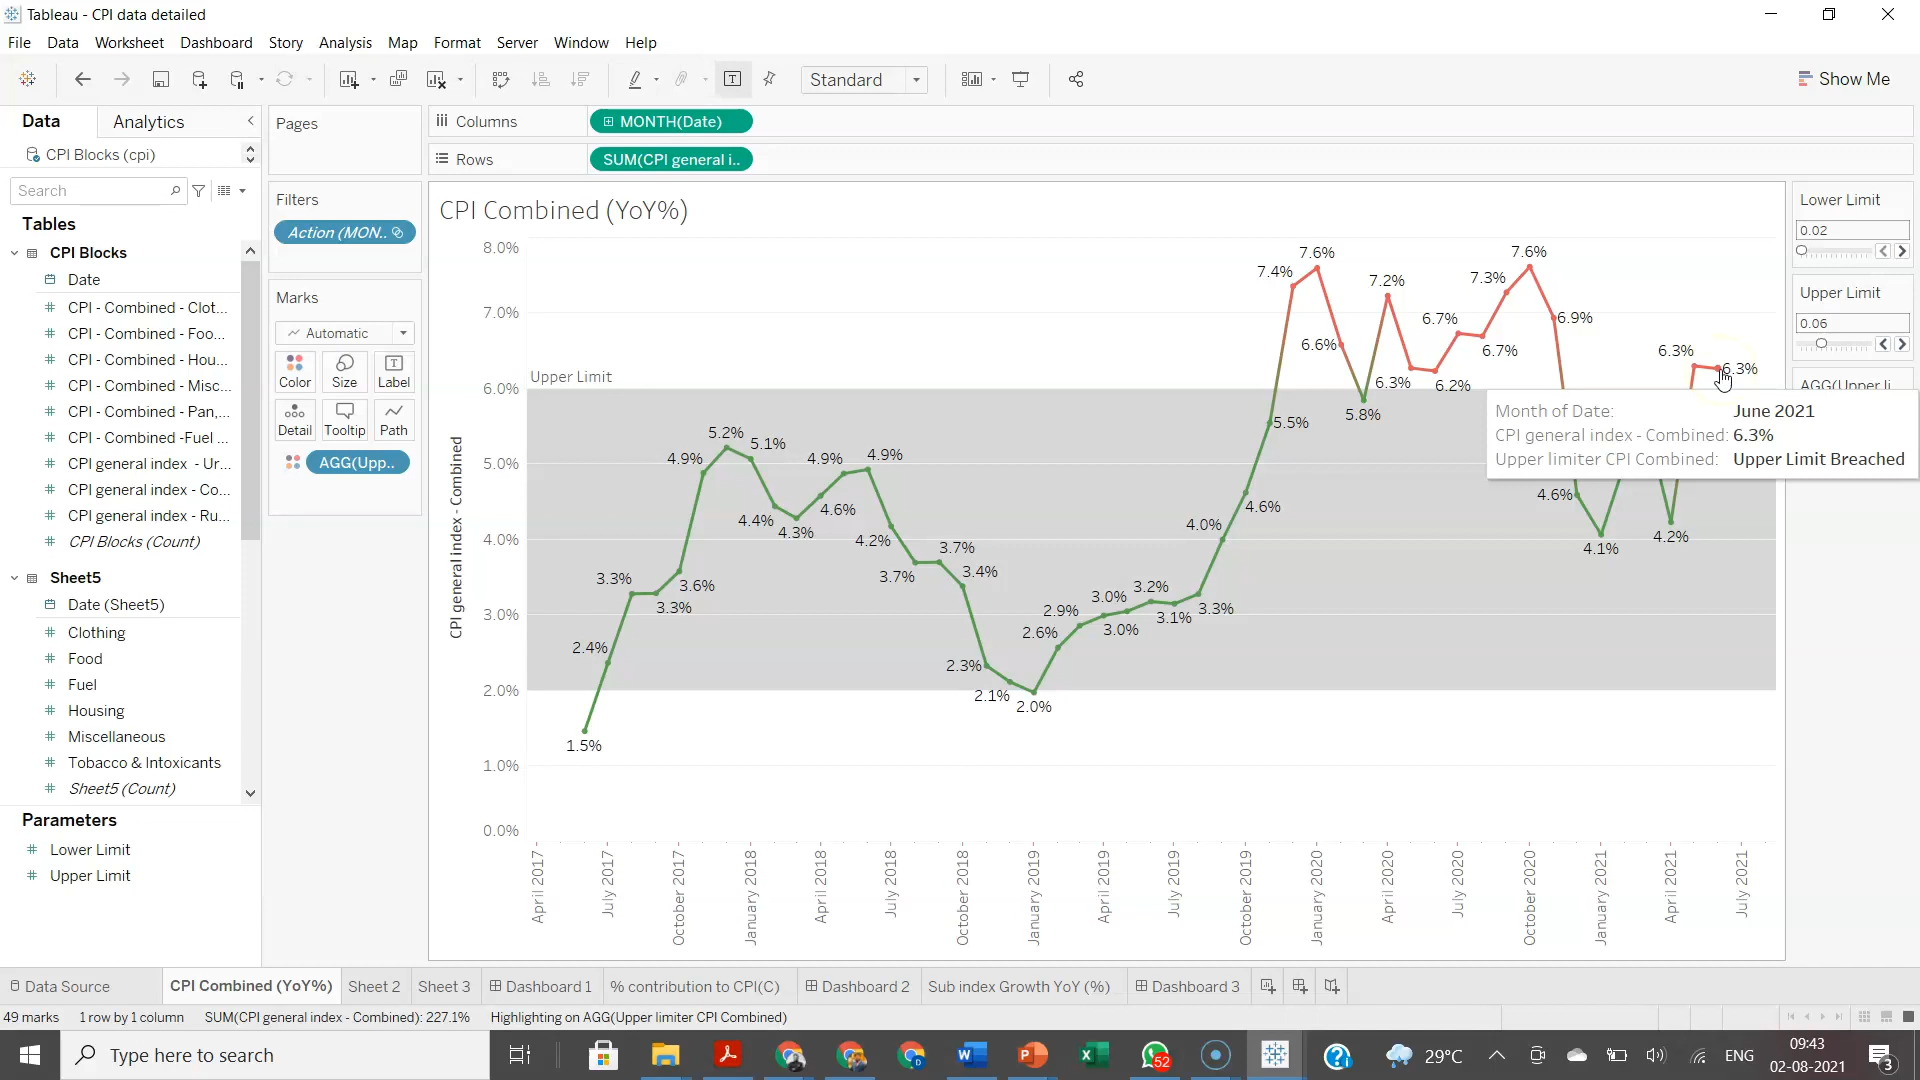 Tableau - CPI data detailed
File Data Worksheet Dashboard Story Analysis Map Format Server Window Help
Standard
Show Me
Data Analytics
CPI Blocks (cpi)
Search
Tables
CPI Blocks
Date
CPI - Combined - Clot...
CPI - Combined - Foo...
CPI - Combined - Hou...
CPI - Combined - Misc...
CPI - Combined - Pan,...
CPI - Combined -Fuel ...
CPI general index - Ur...
CPI general index - Co...
CPI general index - Ru...
CPI Blocks (Count)
Sheet5
Date (Sheet5)
Clothing
Food
Fuel
Housing
Miscellaneous
Tobacco & Intoxicants
Sheet5 (Count)
Parameters
Lower Limit
Upper Limit
Pages
Filters
Action (MON..
Marks
Automatic
Color Size Label
Detail Tooltip Path
AGG(Upp..
Columns MONTH(Date)
Rows SUM(CPI general i..
CPI Combined (YoY%)
CPI general index - Combined
8.0%
7.0%
6.0%
5.0%
4.0%
3.0%
2.0%
1.0%
0.0%
Upper Limit
1.5%
2.4%
3.3%
3.3%
3.6%
4.9%
5.2%
5.1%
4.4%
4.3%
4.6%
4.9%
4.9%
4.2%
3.7%
3.7%
3.4%
2.3%
2.1%
2.0%
2.6%
2.9%
3.0%
3.0%
3.2%
3.1%
3.3%
4.0%
4.6%
5.5%
7.4%
7.6%
6.6%
5.8%
7.2%
6.3%
6.2%
6.7%
6.7%
7.3%
7.6%
6.9%
4.6%
4.1%
4.2%
6.3%
6.3%
Month of Date: June 2021
CPI general index - Combined: 6.3%
Upper limiter CPI Combined: Upper Limit Breached
April 2017
July 2017
October 2017
January 2018
April 2018
July 2018
October 2018
January 2019
April 2019
July 2019
October 2019
January 2020
April 2020
July 2020
October 2020
January 2021
April 2021
July 2021
Lower Limit
0.02
Upper Limit
0.06
AGG(Upper li..
Data Source CPI Combined (YoY%) Sheet 2 Sheet 3 Dashboard 1 % contribution to CPI(C) Dashboard 2 Sub index Growth YoY (%) Dashboard 3
49 marks 1 row by 1 column SUM(CPI general index - Combined): 227.1% Highlighting on AGG(Upper limiter CPI Combined)
Type here to search
52
29°C
ENG
09:43
02-08-2021
3